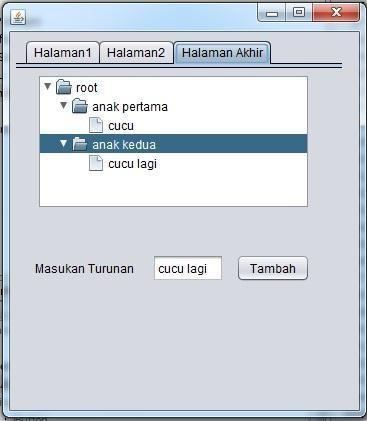 Halaman1 Halaman2 Halaman Akhir
root
anak pertama
cucu
anak kedua
cucu lagi
Masukan Turunan cucu lagi Tambah